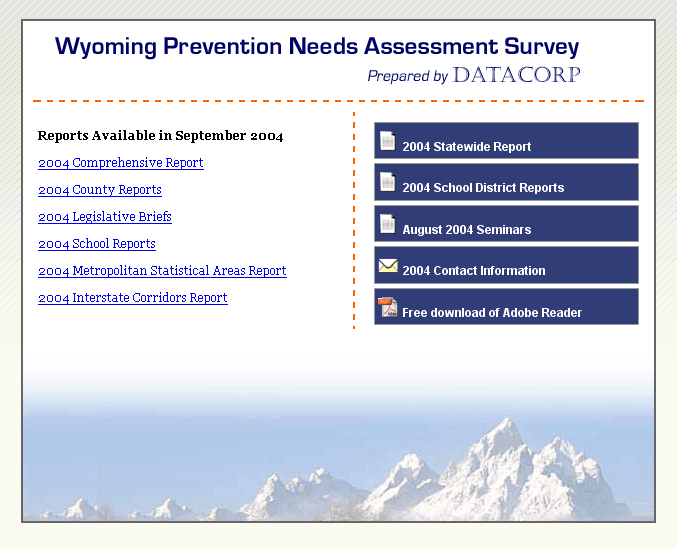 Wyoming Prevention Needs Assessment Survey
Prepared by DATACORP
Reports Available in September 2004
2004 Comprehensive Report
2004 County Reports
2004 Legislative Briefs
2004 School Reports
2004 Metropolitan Statistical Areas Report
2004 Interstate Corridors Report
2004 Statewide Report
2004 School District Reports
August 2004 Seminars
2004 Contact Information
Free download of Adobe Reader